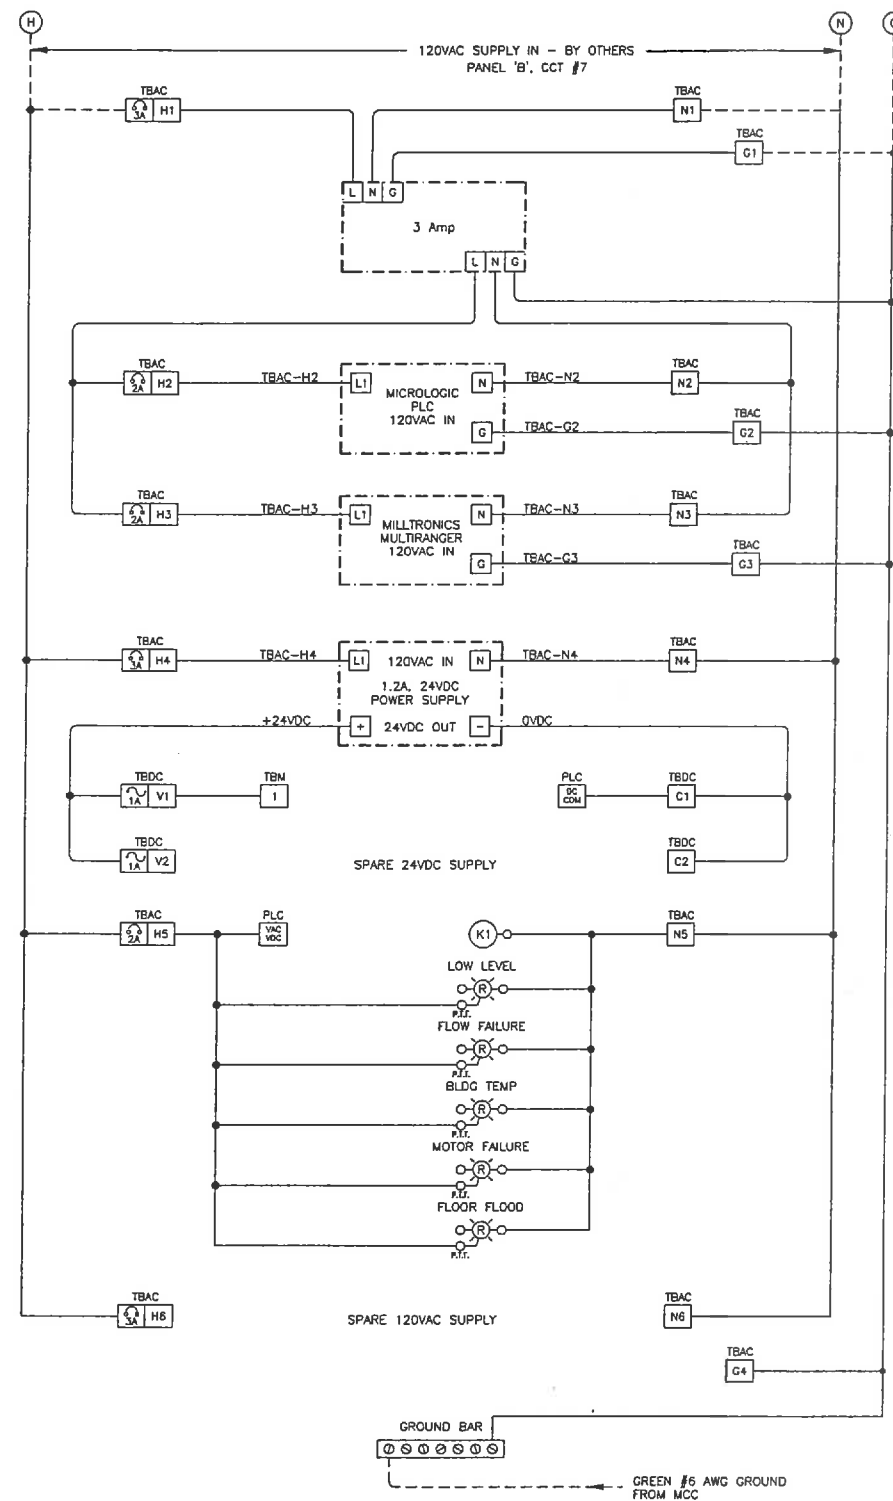 H
N
120VAC SUPPLY IN - BY OTHERS
PANEL 'B', CCT #7
TBAC
3A H1
TBAC
N1
TBAC
G1
L N G
3 Amp
L N G
TBAC
2A H2
TBAC-H2
L1
MICROLOGIC
PLC
120VAC IN
N
TBAC-N2
TBAC
N2
G
TBAC-G2
TBAC
G2
TBAC
2A H3
TBAC-H3
L1
MILLTRONICS
MULTIRANGER
120VAC IN
N
TBAC-N3
TBAC
N3
G
TBAC-G3
TBAC
G3
TBAC
3A H4
TBAC-H4
L1
120VAC IN
N
TBAC-N4
TBAC
N4
1.2A, 24VDC
POWER SUPPLY
+24VDC
+
24VDC OUT
-
0VDC
TBDC
1A V1
TBM
1
PLC
DC
COM
TBDC
C1
TBDC
1A V2
SPARE 24VDC SUPPLY
TBDC
C2
TBAC
2A H5
PLC
VAC
VDC
K1
TBAC
N5
LOW LEVEL
R
P.T.T.
FLOW FAILURE
R
P.T.T.
BLDG TEMP
R
P.T.T.
MOTOR FAILURE
R
P.T.T.
FLOOR FLOOD
R
P.T.T.
TBAC
3A H6
SPARE 120VAC SUPPLY
TBAC
N6
TBAC
G4
GROUND BAR
GREEN #6 AWG GROUND
FROM MCC